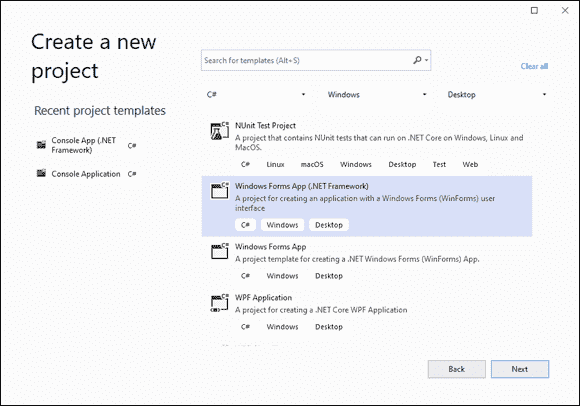 Create a new
project
Search for templates (Alt+S)
Clear all
Recent project templates
C# Windows Desktop
Console App (.NET
Framework) C#
Console Application C#
NUnit Test Project
A project that contains NUnit tests that can run on .NET Core on Windows, Linux and
MacOS.
C# Linux macOS Windows Desktop Test Web
Windows Forms App (.NET Framework)
A project for creating an application with a Windows Forms (WinForms) user
interface
C# Windows Desktop
Windows Forms App
A project template for creating a .NET Windows Forms (WinForms) App.
C# Windows Desktop
WPF Application
A project for creating a .NET Core WPF Application
C# Windows Desktop
Back Next